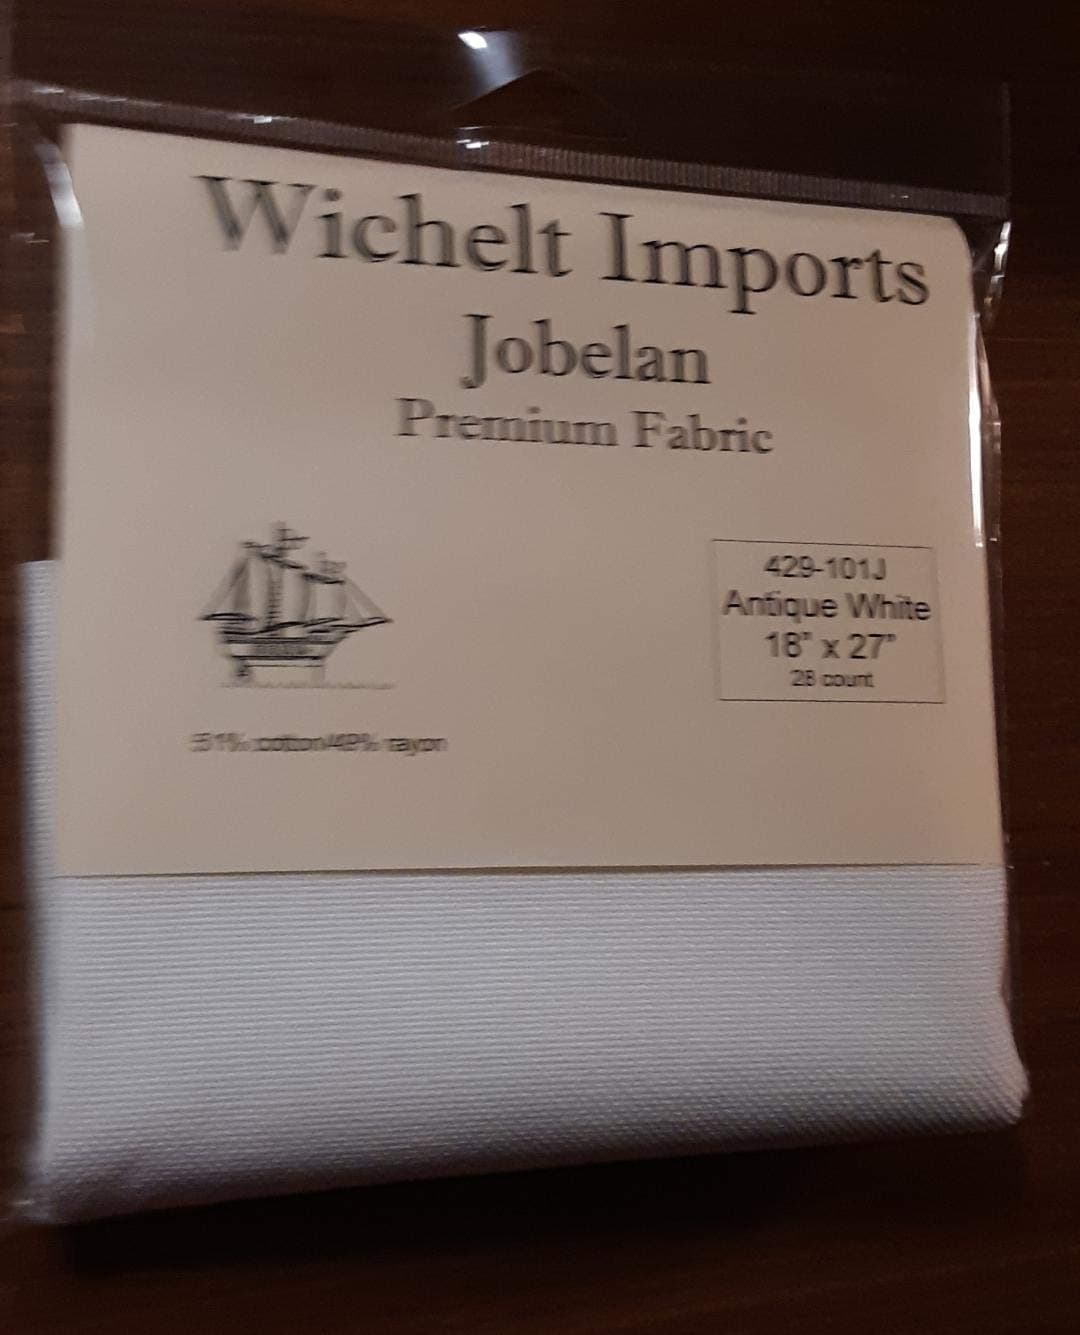 Wichelt Imports
Jobelan
Premium Fabric
429-101J
Antique White
18" x 27"
28 count
51% cotton/49% rayon